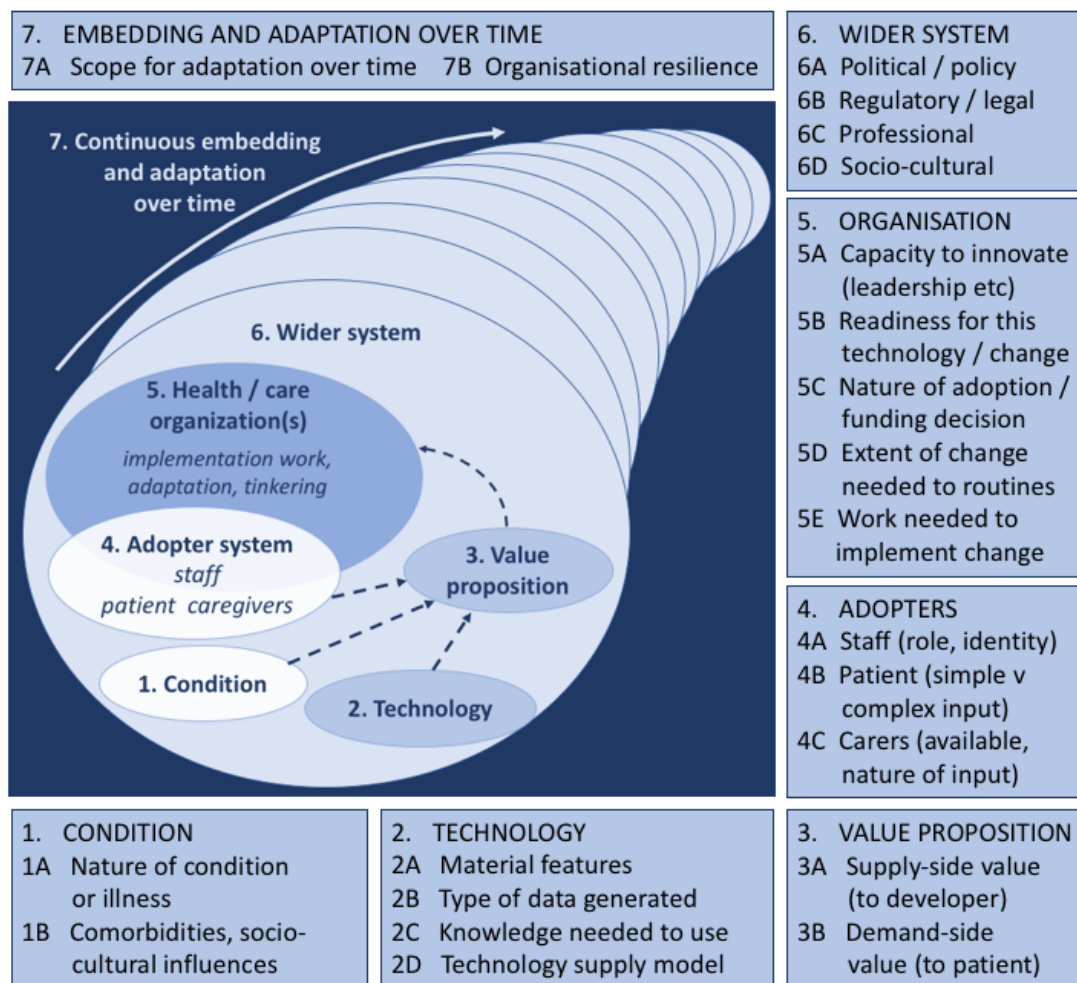 7. EMBEDDING AND ADAPTATION OVER TIME
7A Scope for adaptation over time 7B Organisational resilience
7. Continuous embedding
and adaptation
over time
6. Wider system
5. Health / care
organization(s)
implementation work,
adaptation, tinkering
4. Adopter system
staff
patient caregivers
3. Value
proposition
1. Condition
2. Technology
6. WIDER SYSTEM
6A Political / policy
6B Regulatory / legal
6C Professional
6D Socio-cultural
5. ORGANISATION
5A Capacity to innovate
(leadership etc)
5B Readiness for this
technology / change
5C Nature of adoption /
funding decision
5D Extent of change
needed to routines
5E Work needed to
implement change
4. ADOPTERS
4A Staff (role, identity)
4B Patient (simple v
complex input)
4C Carers (available,
nature of input)
1. CONDITION
1A Nature of condition
or illness
1B Comorbidities, socio-
cultural influences
2. TECHNOLOGY
2A Material features
2B Type of data generated
2C Knowledge needed to use
2D Technology supply model
3. VALUE PROPOSITION
3A Supply-side value
(to developer)
3B Demand-side
value (to patient)